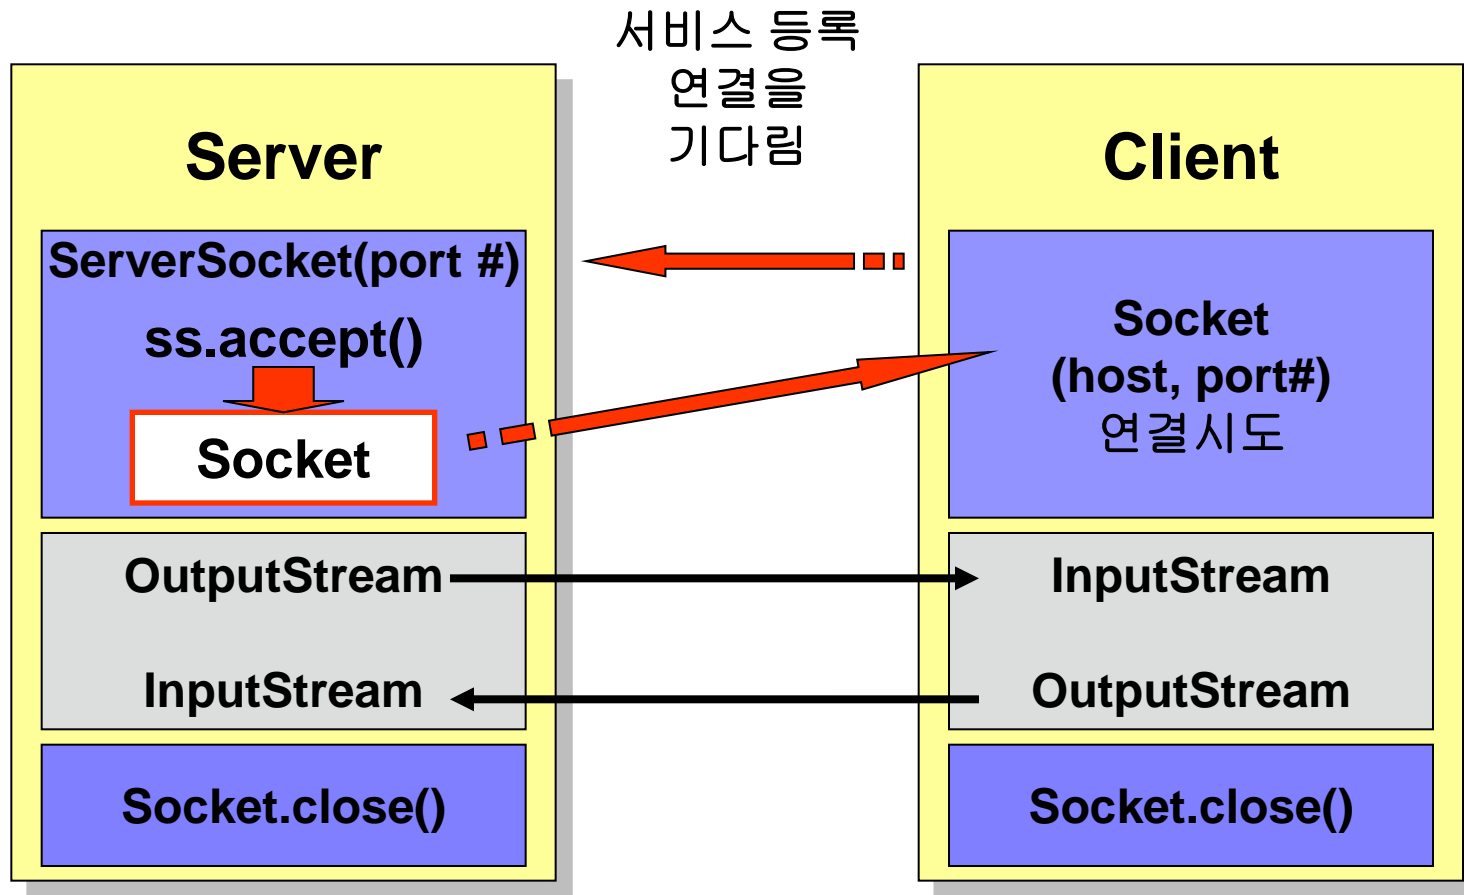 서비스 등록
연결을
기다림
Server
ServerSocket(port #)
ss.accept()
Socket
OutputStream
InputStream
Socket.close()
Client
Socket
(host, port#)
연결시도
InputStream
OutputStream
Socket.close()